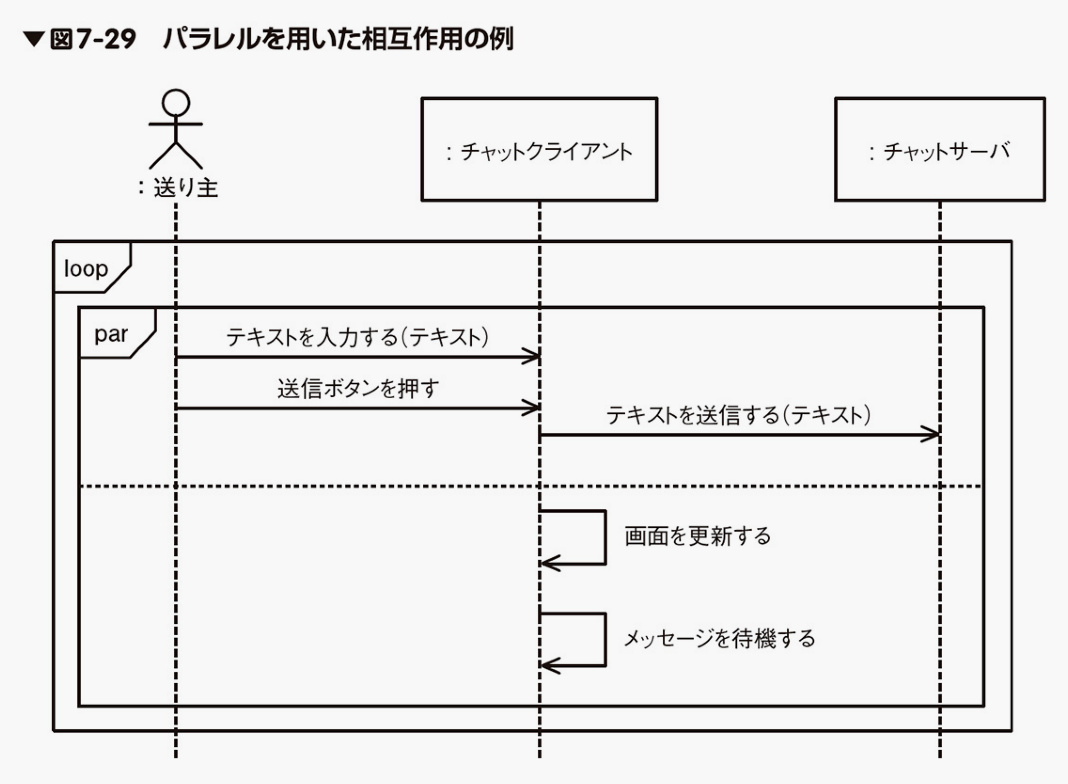 ▼図7-29　パラレルを用いた相互作用の例
：送り主
：チャットクライアント
：チャットサーバ
loop
par
テキストを入力する(テキスト)
送信ボタンを押す
テキストを送信する(テキスト)
画面を更新する
メッセージを待機する